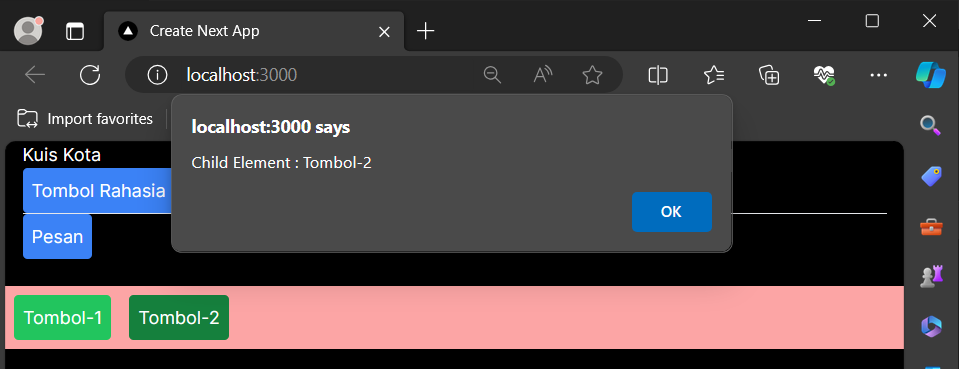 Create Next App
localhost:3000
Import favorites
localhost:3000 says
Child Element : Tombol-2
OK
Kuis Kota
Tombol Rahasia
Pesan
Tombol-1 Tombol-2